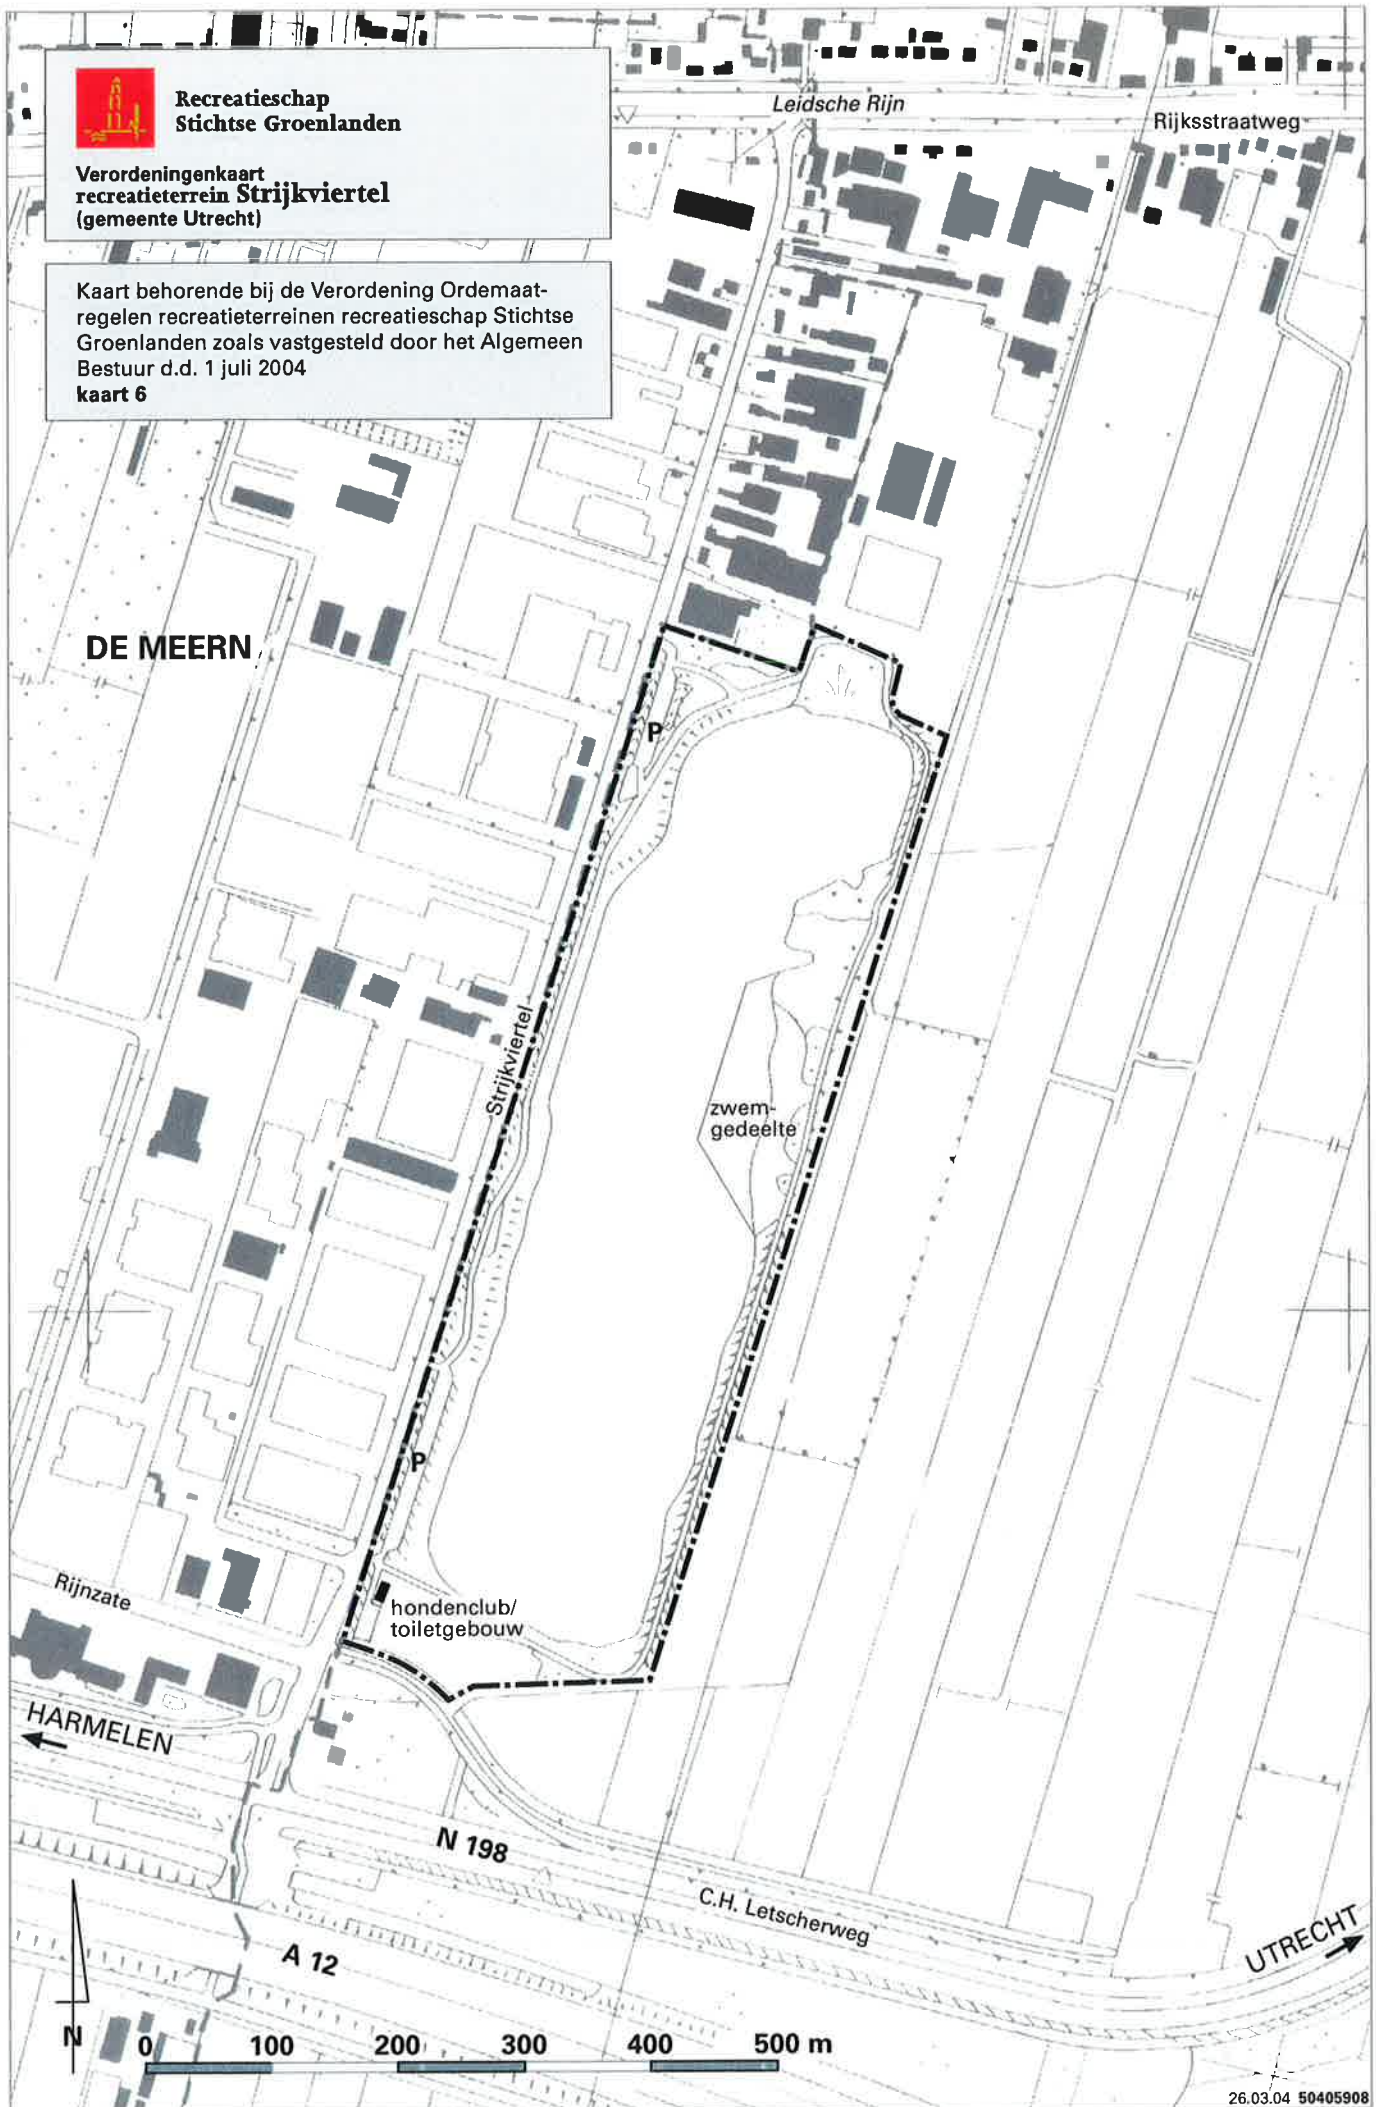 Recreatieschap
Stichtse Groenlanden
Verordeningenkaart
recreatieterrein Strijkviertel
(gemeente Utrecht)
Kaart behorende bij de Verordening Ordemaat-
regelen recreatieterreinen recreatieschap Stichtse
Groenlanden zoals vastgesteld door het Algemeen
Bestuur d.d. 1 juli 2004
kaart 6
Leidsche Rijn
Rijksstraatweg
DE MEERN
P
Strijkviertel
zwem-
gedeelte
P
Rijnzate
hondenclub/
toiletgebouw
HARMELEN
N 198
C.H. Letscherweg
UTRECHT
A 12
N
0 100 200 300 400 500 m
26.03.04 50405908